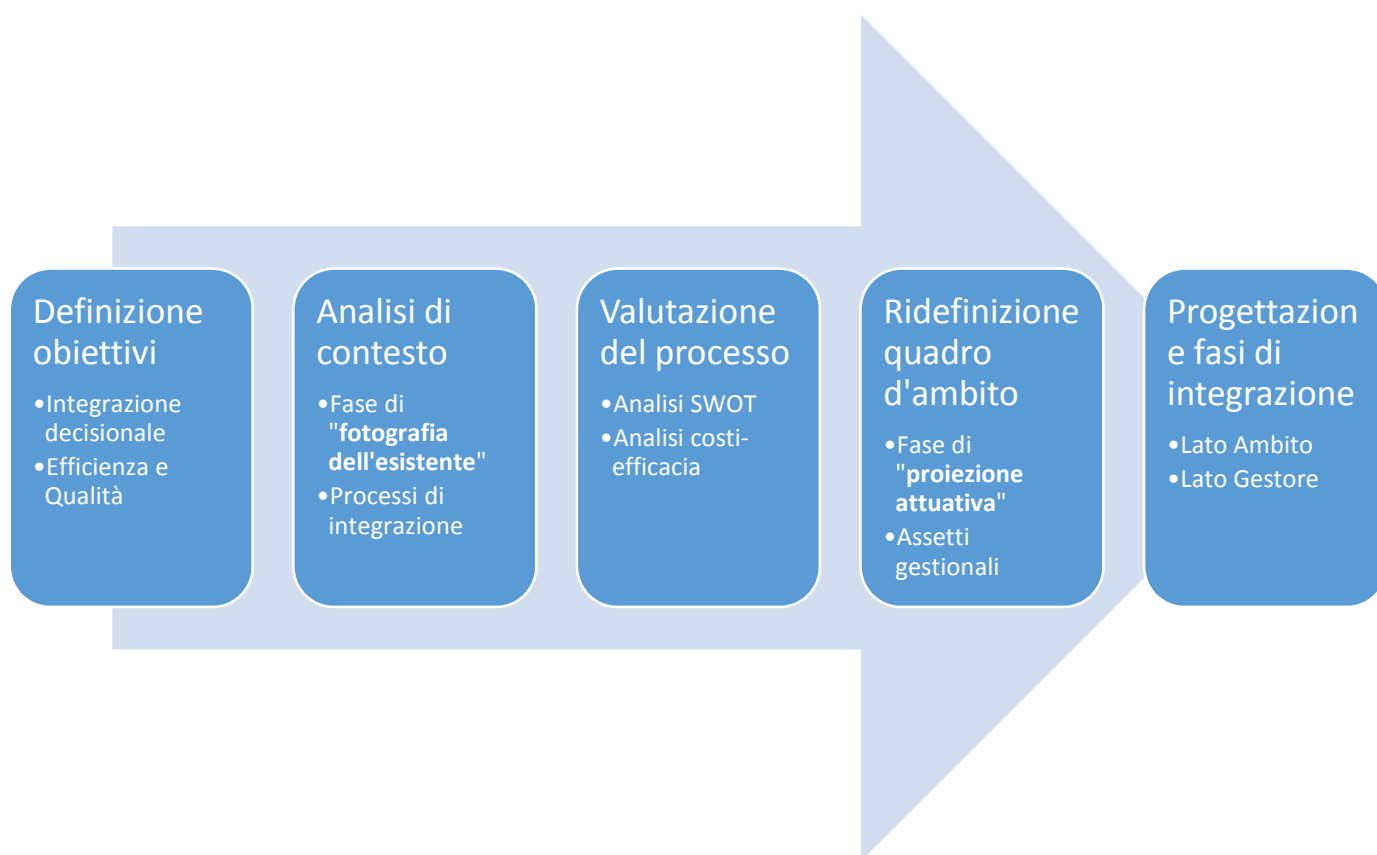 Definizione
obiettivi
•Integrazione
decisionale
•Efficienza e
Qualità
Analisi di
contesto
•Fase di
"fotografia
dell'esistente"
•Processi di
integrazione
Valutazione
del processo
•Analisi SWOT
•Analisi costi-
efficacia
Ridefinizione
quadro
d'ambito
•Fase di
"proiezione
attuativa"
•Assetti
gestionali
Progettazion
e fasi di
integrazione
•Lato Ambito
•Lato Gestore